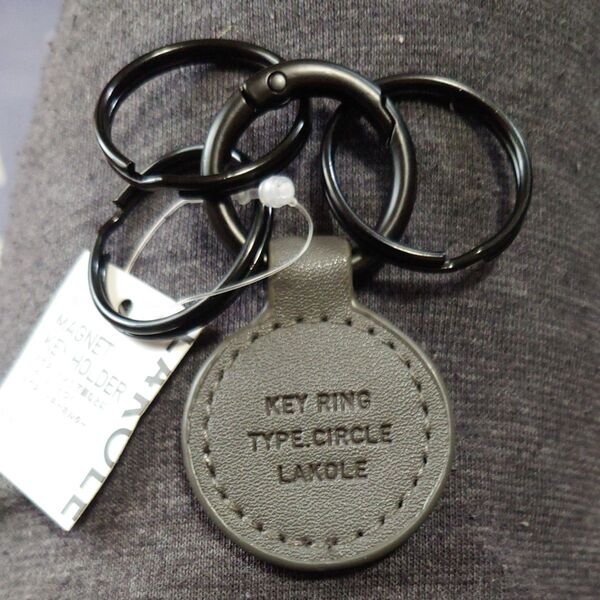 KEY RING
TYPE.CIRCLE
LAKOLE
MAGNET
KEY HOLDER
LAKOLE